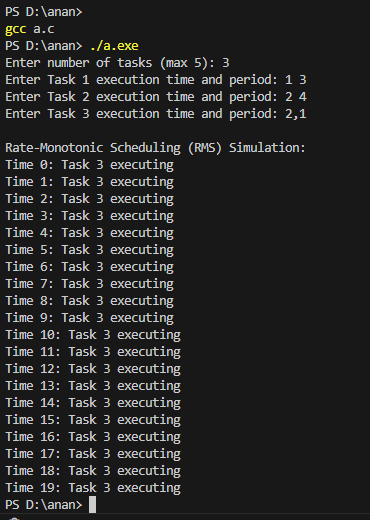 PS D:\anan>
gcc a.c
PS D:\anan> ./a.exe
Enter number of tasks (max 5): 3
Enter Task 1 execution time and period: 1 3
Enter Task 2 execution time and period: 2 4
Enter Task 3 execution time and period: 2,1

Rate-Monotonic Scheduling (RMS) Simulation:
Time 0: Task 3 executing
Time 1: Task 3 executing
Time 2: Task 3 executing
Time 3: Task 3 executing
Time 4: Task 3 executing
Time 5: Task 3 executing
Time 6: Task 3 executing
Time 7: Task 3 executing
Time 8: Task 3 executing
Time 9: Task 3 executing
Time 10: Task 3 executing
Time 11: Task 3 executing
Time 12: Task 3 executing
Time 13: Task 3 executing
Time 14: Task 3 executing
Time 15: Task 3 executing
Time 16: Task 3 executing
Time 17: Task 3 executing
Time 18: Task 3 executing
Time 19: Task 3 executing
PS D:\anan>